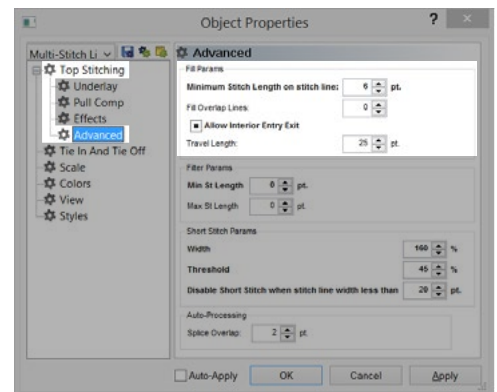 Object Properties
? ×
Multi-Stitch Li
Top Stitching
Underlay
Pull Comp
Effects
Advanced
Tie In And Tie Off
Scale
Colors
View
Styles
Advanced
Fill Params
Minimum Stitch Length on stitch line: 6 pt.
Fill Overlap Lines: 0
Allow Interior Entry Exit
Travel Length: 25 pt.
Filter Params
Min St Length 0 pt.
Max St Length 0 pt.
Short Stitch Params
Width 160 %
Threshold 45 %
Disable Short Stitch when stitch line width less than 20 pt.
Auto-Processing
Splice Overlap: 2 pt.
Auto-Apply OK Cancel Apply